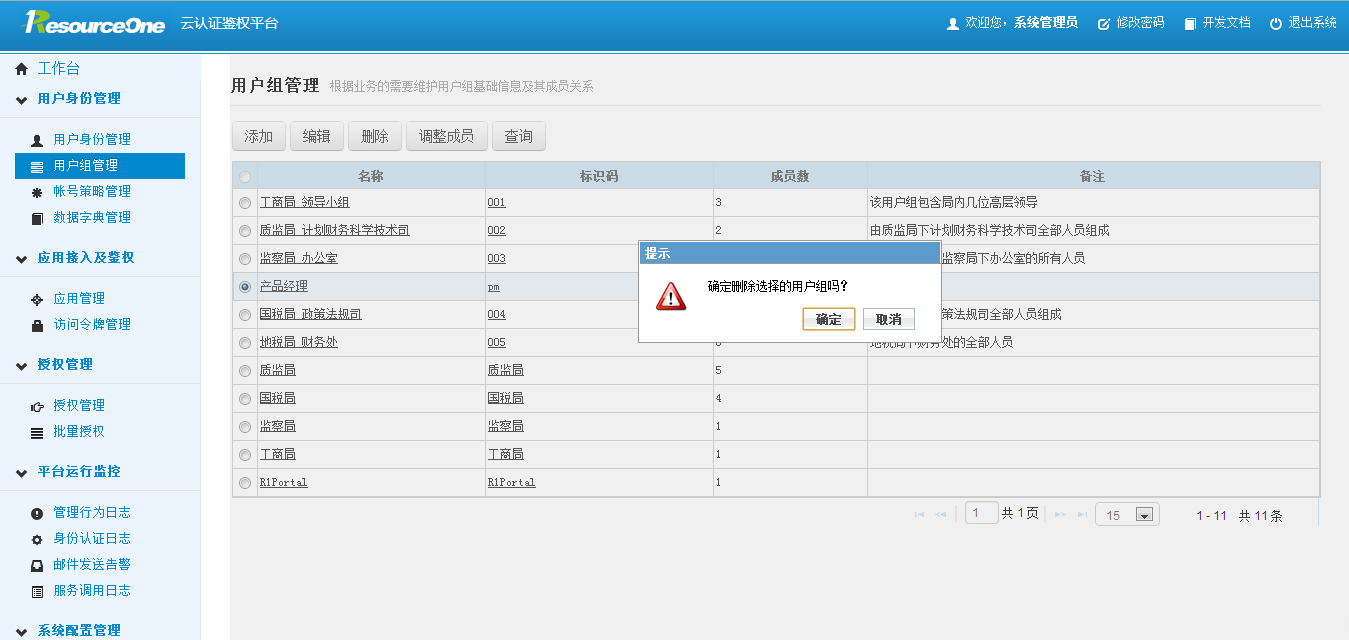 ResourceOne 云认证鉴权平台 欢迎您，系统管理员 修改密码 开发文档 退出系统
工作台
用户身份管理
用户身份管理
用户组管理
帐号策略管理
数据字典管理
应用接入及鉴权
应用管理
访问令牌管理
授权管理
授权管理
批量授权
平台运行监控
管理行为日志
身份认证日志
邮件发送告警
服务调用日志
系统配置管理
用户组管理 根据业务的需要维护用户组基础信息及其成员关系
添加 编辑 删除 调整成员 查询
名称 标识码 成员数 备注
工商局_领导小组 001 3 该用户组包含局内几位高层领导
质监局_计划财务科学技术司 002 2 由质监局下计划财务科学技术司全部人员组成
监察局_办公室 003 监察局下办公室的所有人员
产品经理 pm
国税局_政策法规司 004 策法规司全部人员组成
地税局_财务处 005 地税局下财务处的全部人员
质监局 质监局 5
国税局 国税局 4
监察局 监察局 1
工商局 工商局 1
R1Portal R1Portal 1
提示
确定删除选择的用户组吗?
确定 取消
1 共 1 页 15 1 - 11 共 11 条